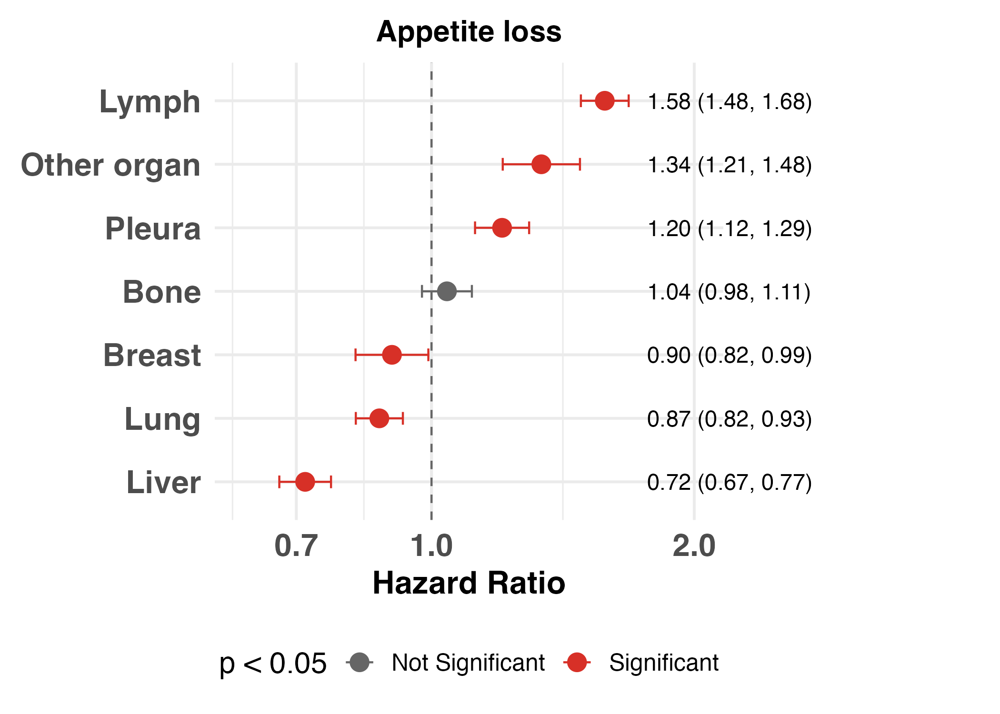 Appetite loss
Lymph 1.58 (1.48, 1.68)
Other organ 1.34 (1.21, 1.48)
Pleura 1.20 (1.12, 1.29)
Bone 1.04 (0.98, 1.11)
Breast 0.90 (0.82, 0.99)
Lung 0.87 (0.82, 0.93)
Liver 0.72 (0.67, 0.77)
0.7 1.0 2.0
Hazard Ratio
p < 0.05 Not Significant Significant